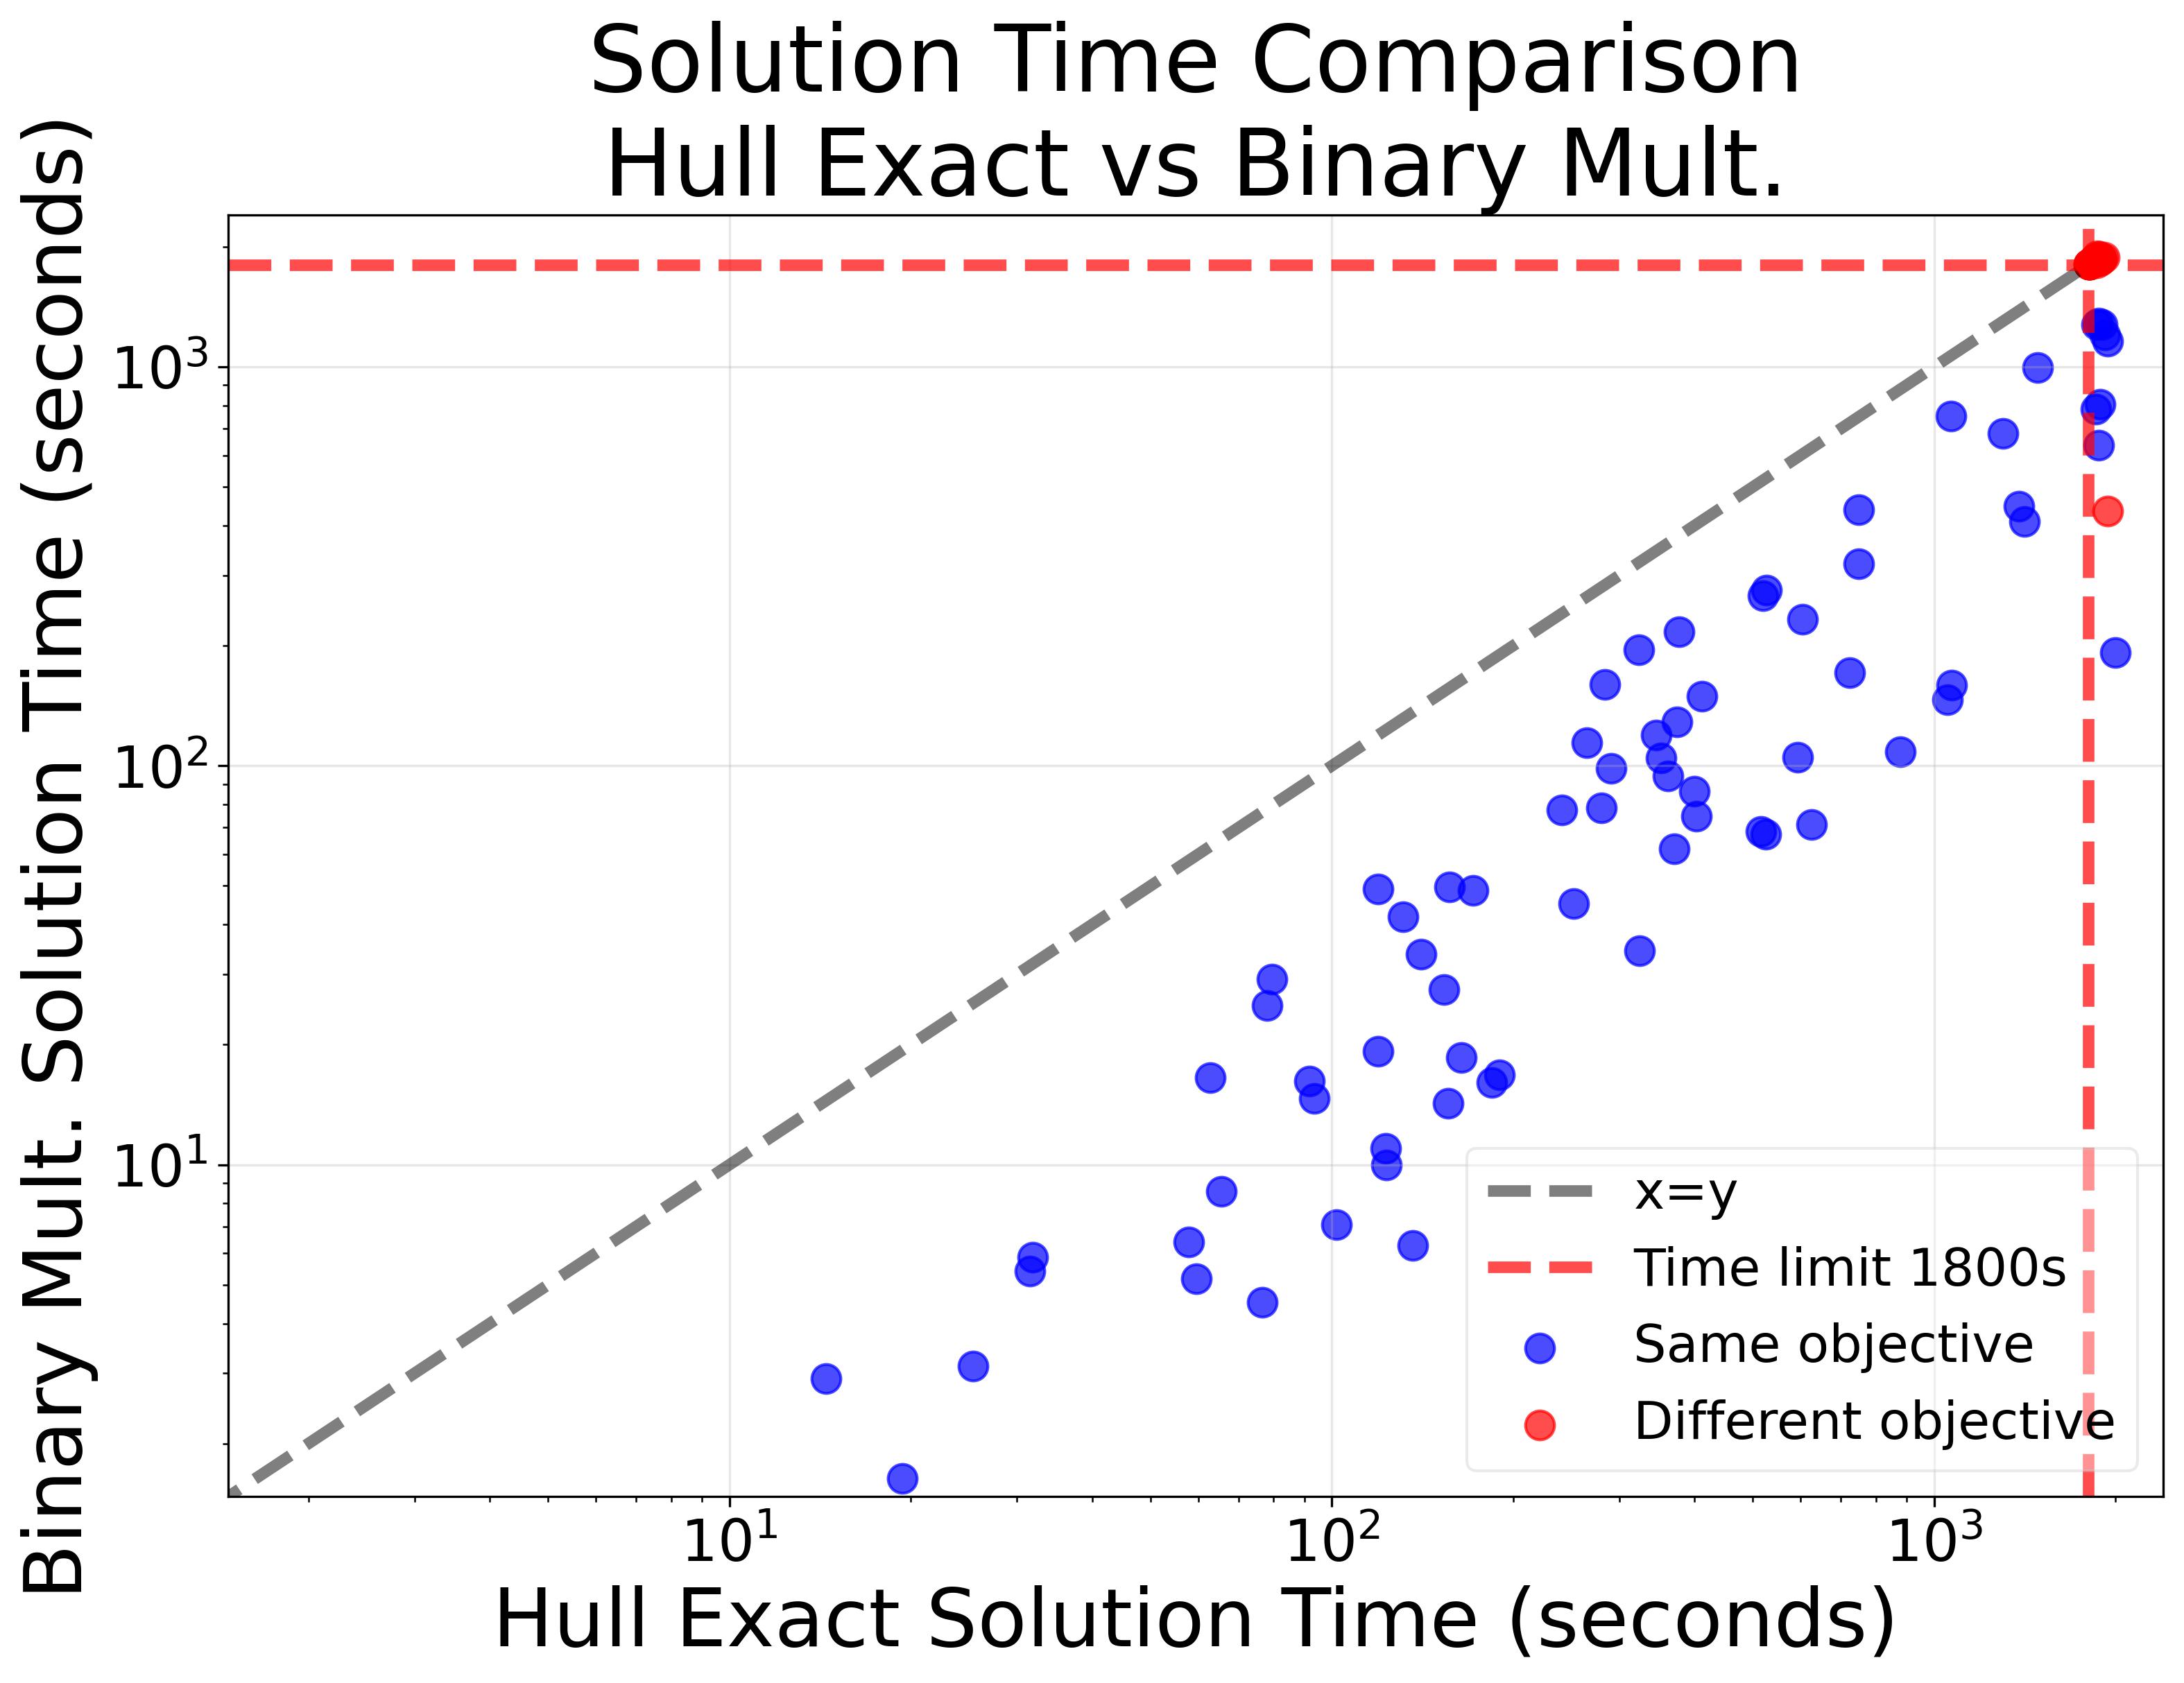 Solution Time Comparison
Hull Exact vs Binary Mult.
Binary Mult. Solution Time (seconds)
10³
10²
10¹
x=y
Time limit 1800s
Same objective
Different objective
10¹ 10² 10³
Hull Exact Solution Time (seconds)